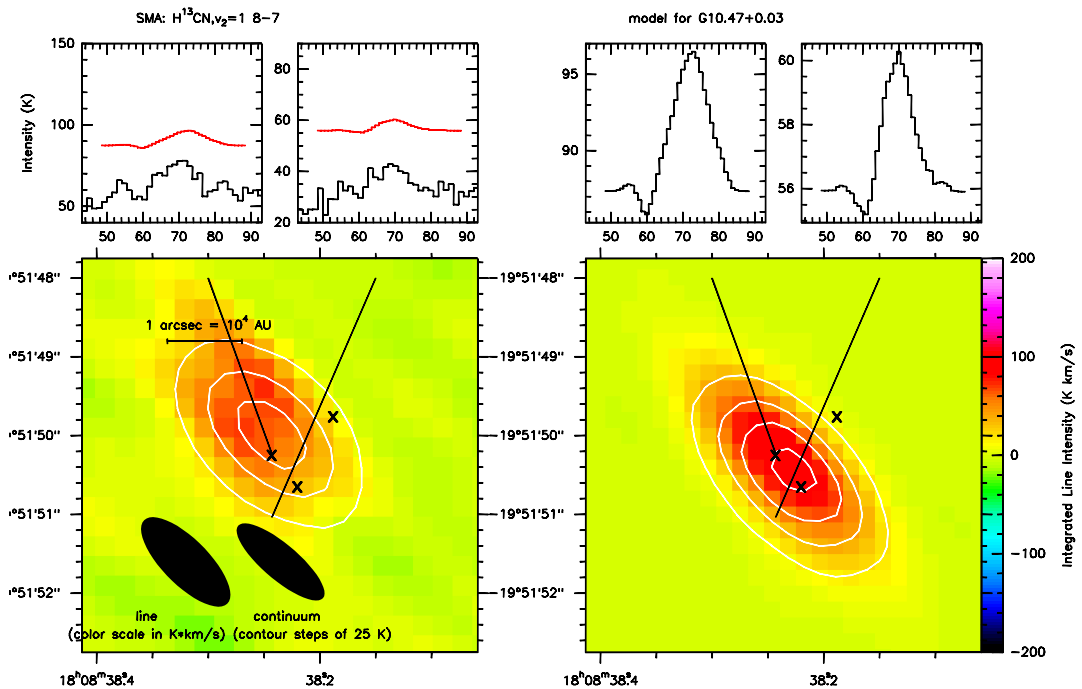 SMA: H¹³CN,v₂=1 8−7
model for G10.47+0.03
150
100
50
Intensity (K)
80
60
40
20
95
90
60
58
56
50 60 70 80 90
50 60 70 80 90
50 60 70 80 90
50 60 70 80 90
°51'48"
°51'49"
°51'50"
°51'51"
°51'52"
1 arcsec = 10⁴ AU
line
continuum
(color scale in K*km/s) (contour steps of 25 K)
−19°51'48"
−19°51'49"
−19°51'50"
−19°51'51"
−19°51'52"
200
100
0
−100
−200
Integrated Line Intensity (K km/s)
18ʰ08ᵐ38ˢ.4
38ˢ.2
18ʰ08ᵐ38ˢ.4
38ˢ.2